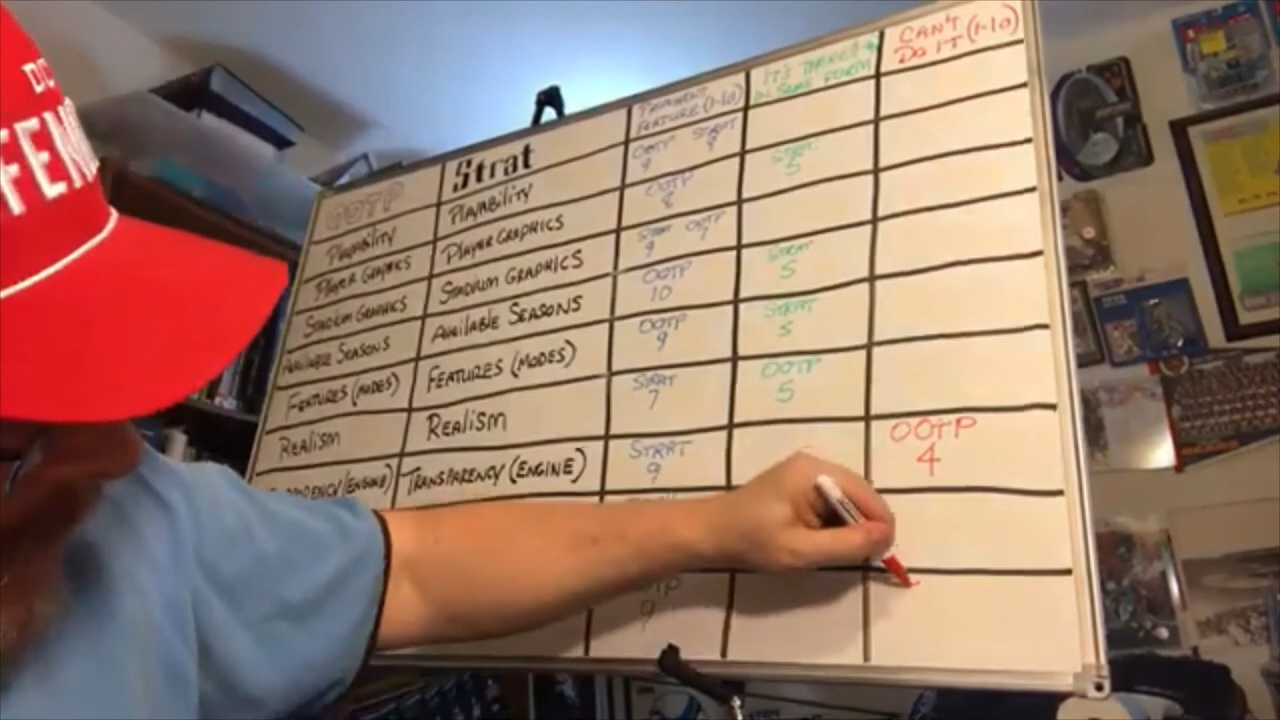 CAN'T
DO IT (1-10)
IT'S THERE
IN SOME FORM
FEATURE (1-10)
OOTP
Strat
OOTP STRAT
9 9
STRAT
5
Playability
Playability
OOTP
8
Player Graphics
Player Graphics
STRAT OOTP
9 7
STRAT
5
Stadium Graphics
Stadium Graphics
OOTP
10
STRAT
5
Available Seasons
Available Seasons
OOTP
9
OOTP
5
Features (Modes)
Features (Modes)
STRAT
7
Realism
Realism
STRAT
9
OOTP
4
(Engine)
Transparency (Engine)
9